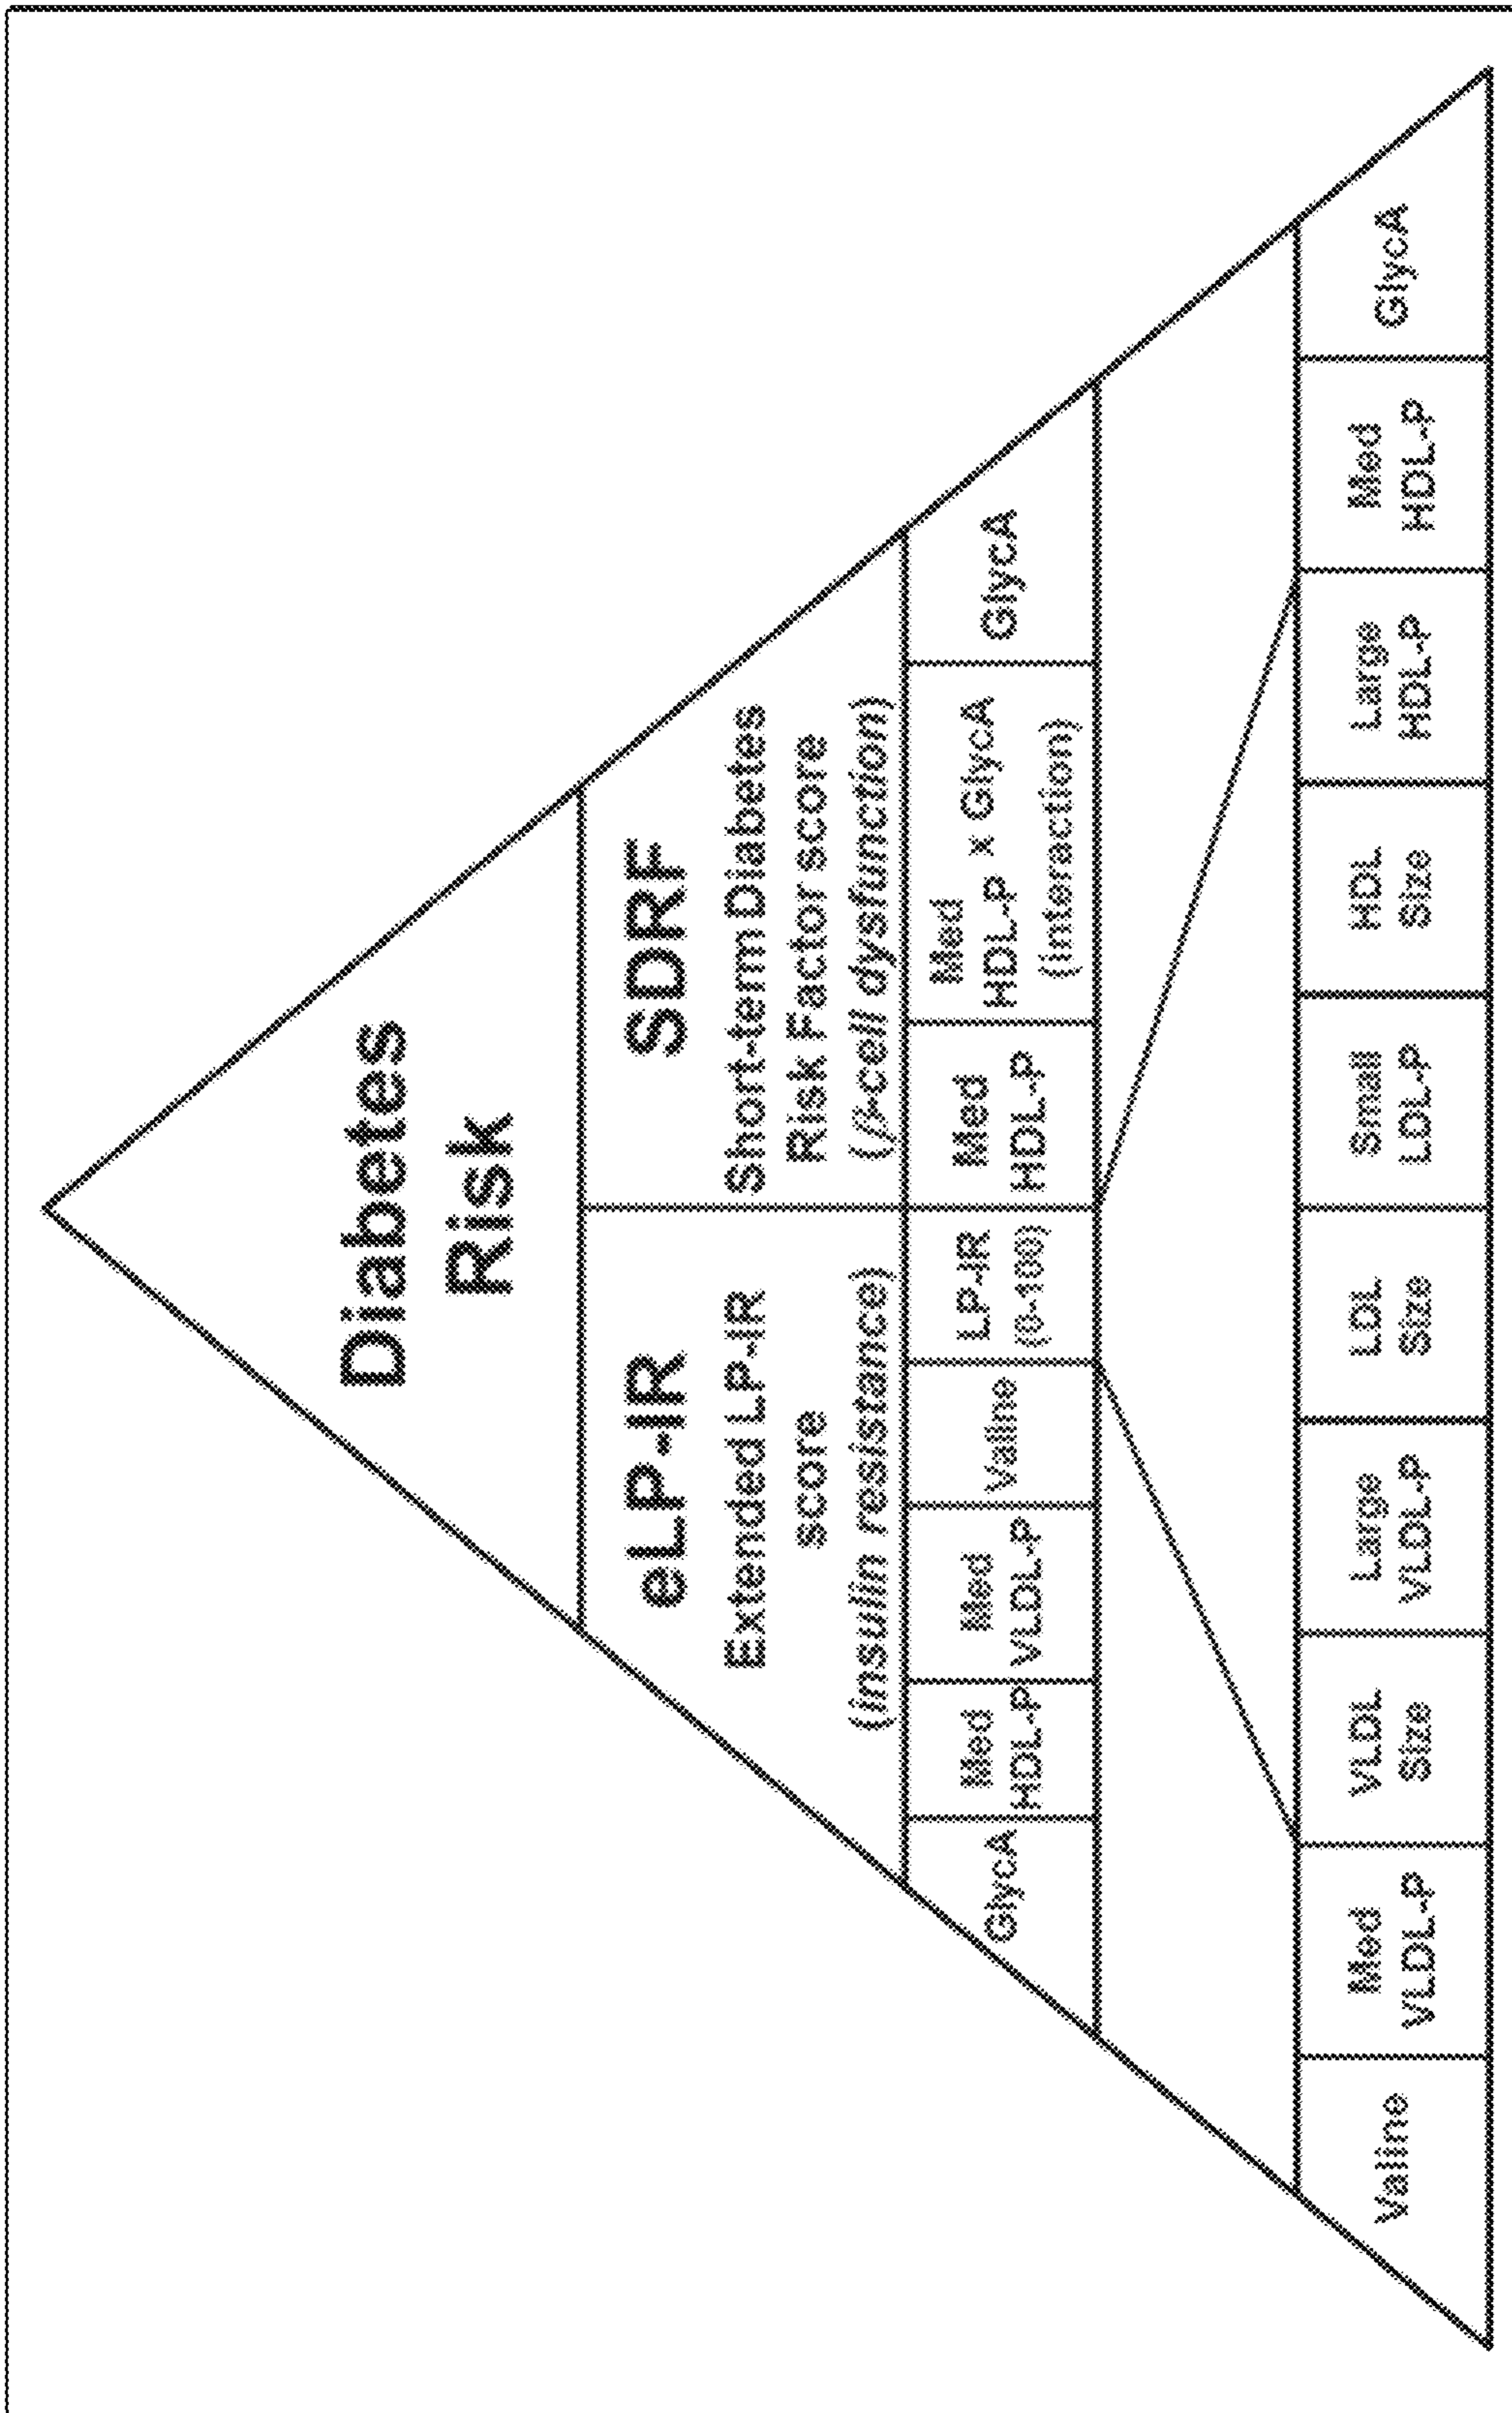 Diabetes
Risk
eLP-IR
Extended LP-IR
score
(insulin resistance)
SDRF
Short-term Diabetes
Risk Factor score
(β-cell dysfunction)
GlycA
Med
HDL-P
Med
VLDL-P
Valine
LP-IR
(0-100)
Med
HDL-P
Med
HDL-P x GlycA
(interaction)
GlycA
Valine
Med
VLDL-P
VLDL
Size
Large
VLDL-P
LDL
Size
Small
LDL-P
HDL
Size
Large
HDL-P
Med
HDL-P
GlycA